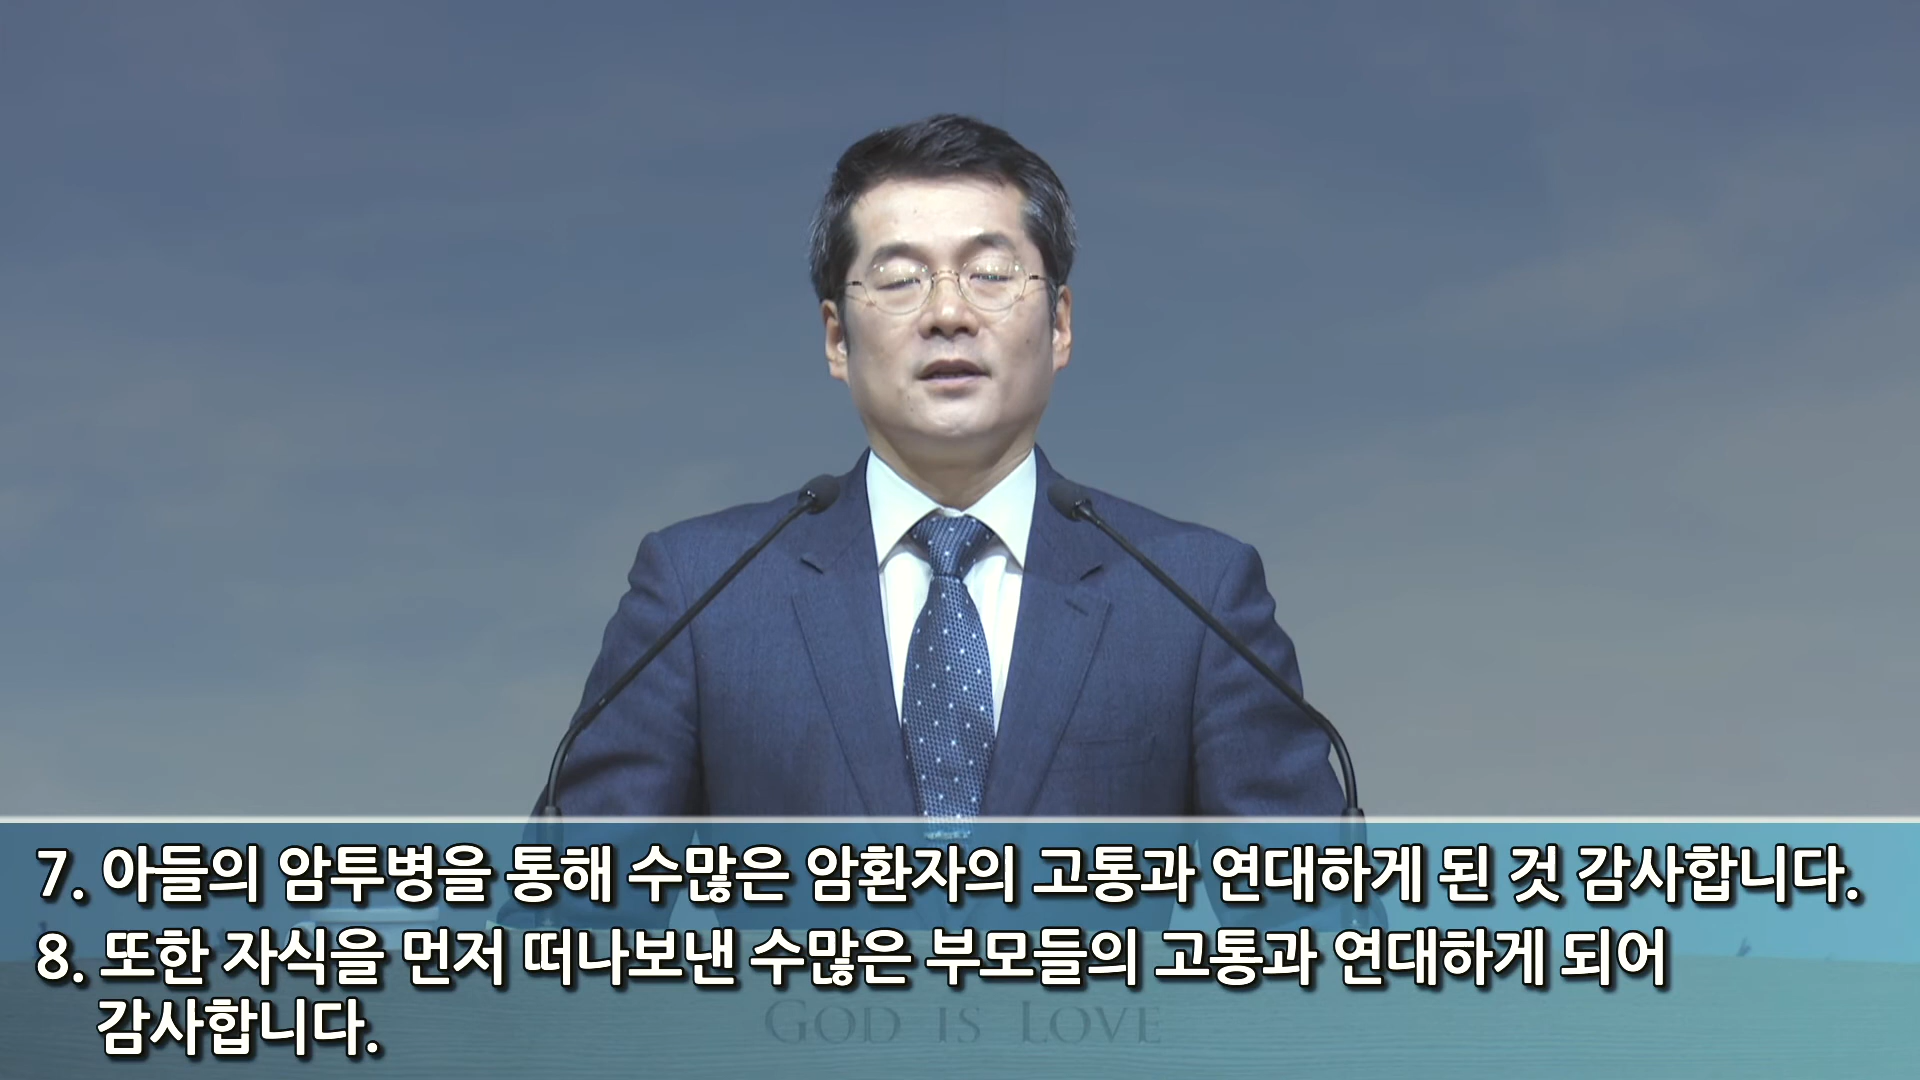 7. 아들의 암투병을 통해 수많은 암환자의 고통과 연대하게 된 것 감사합니다.
8. 또한 자식을 먼저 떠나보낸 수많은 부모들의 고통과 연대하게 되어
감사합니다.
GOD IS LOVE